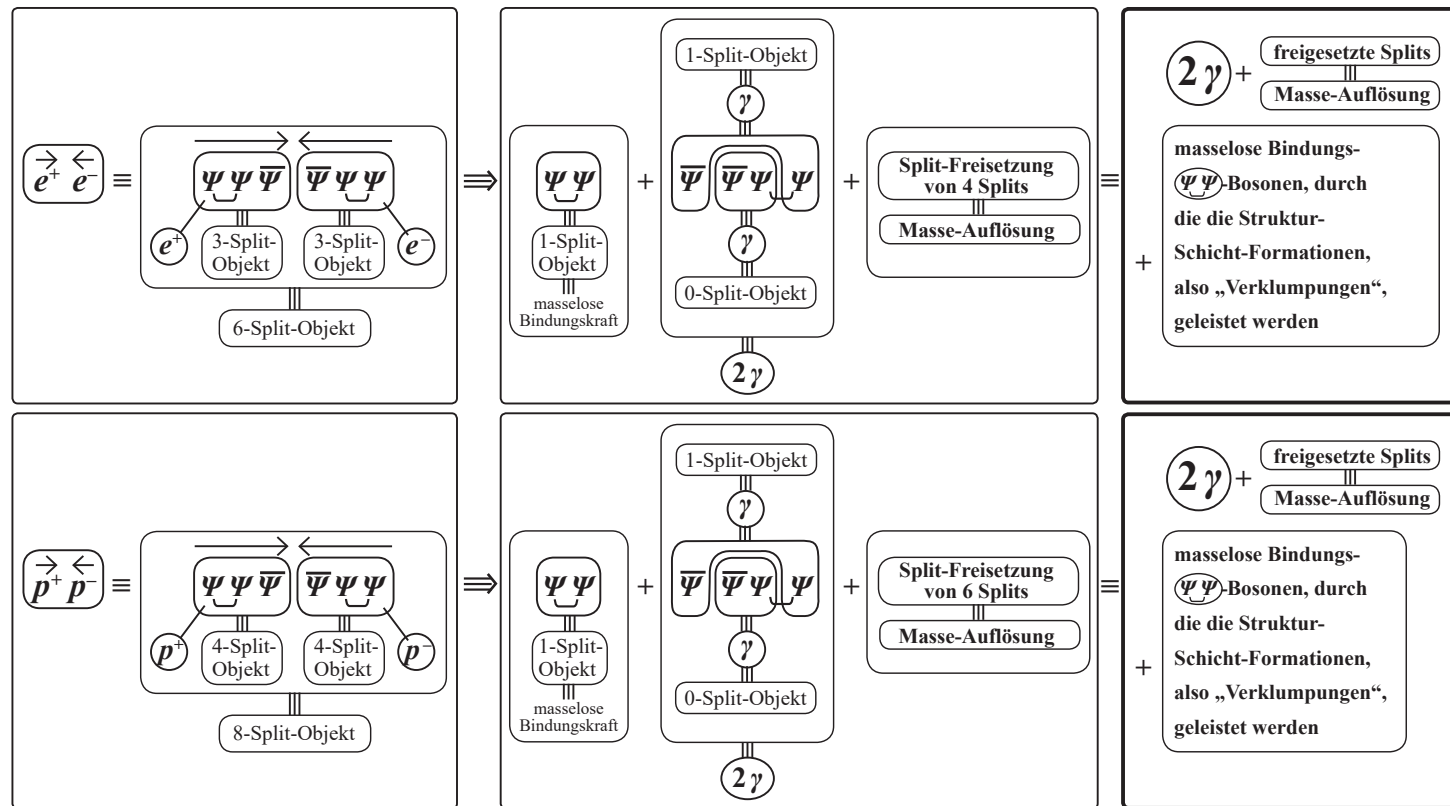 e⁺ e⁻ ≡
Ψ Ψ Ψ̅ Ψ̅ Ψ Ψ
e⁺
3-Split-
Objekt
3-Split-
Objekt
e⁻
6-Split-Objekt
⇛
Ψ Ψ
1-Split-
Objekt
masselose
Bindungskraft
+
1-Split-Objekt
γ
Ψ̅ Ψ̅ Ψ Ψ
γ
0-Split-Objekt
2γ
+
Split-Freisetzung
von 4 Splits
Masse-Auflösung
≡
2γ +
freigesetzte Splits
Masse-Auflösung
+
masselose Bindungs-
ΨΨ-Bosonen, durch
die die Struktur-
Schicht-Formationen,
also „Verklumpungen“,
geleistet werden
p⁺ p⁻ ≡
Ψ Ψ Ψ̅ Ψ̅ Ψ Ψ
p⁺
4-Split-
Objekt
4-Split-
Objekt
p⁻
8-Split-Objekt
⇛
Ψ Ψ
1-Split-
Objekt
masselose
Bindungskraft
+
1-Split-Objekt
γ
Ψ̅ Ψ̅ Ψ Ψ
γ
0-Split-Objekt
2γ
+
Split-Freisetzung
von 6 Splits
Masse-Auflösung
≡
2γ +
freigesetzte Splits
Masse-Auflösung
+
masselose Bindungs-
ΨΨ-Bosonen, durch
die die Struktur-
Schicht-Formationen,
also „Verklumpungen“,
geleistet werden